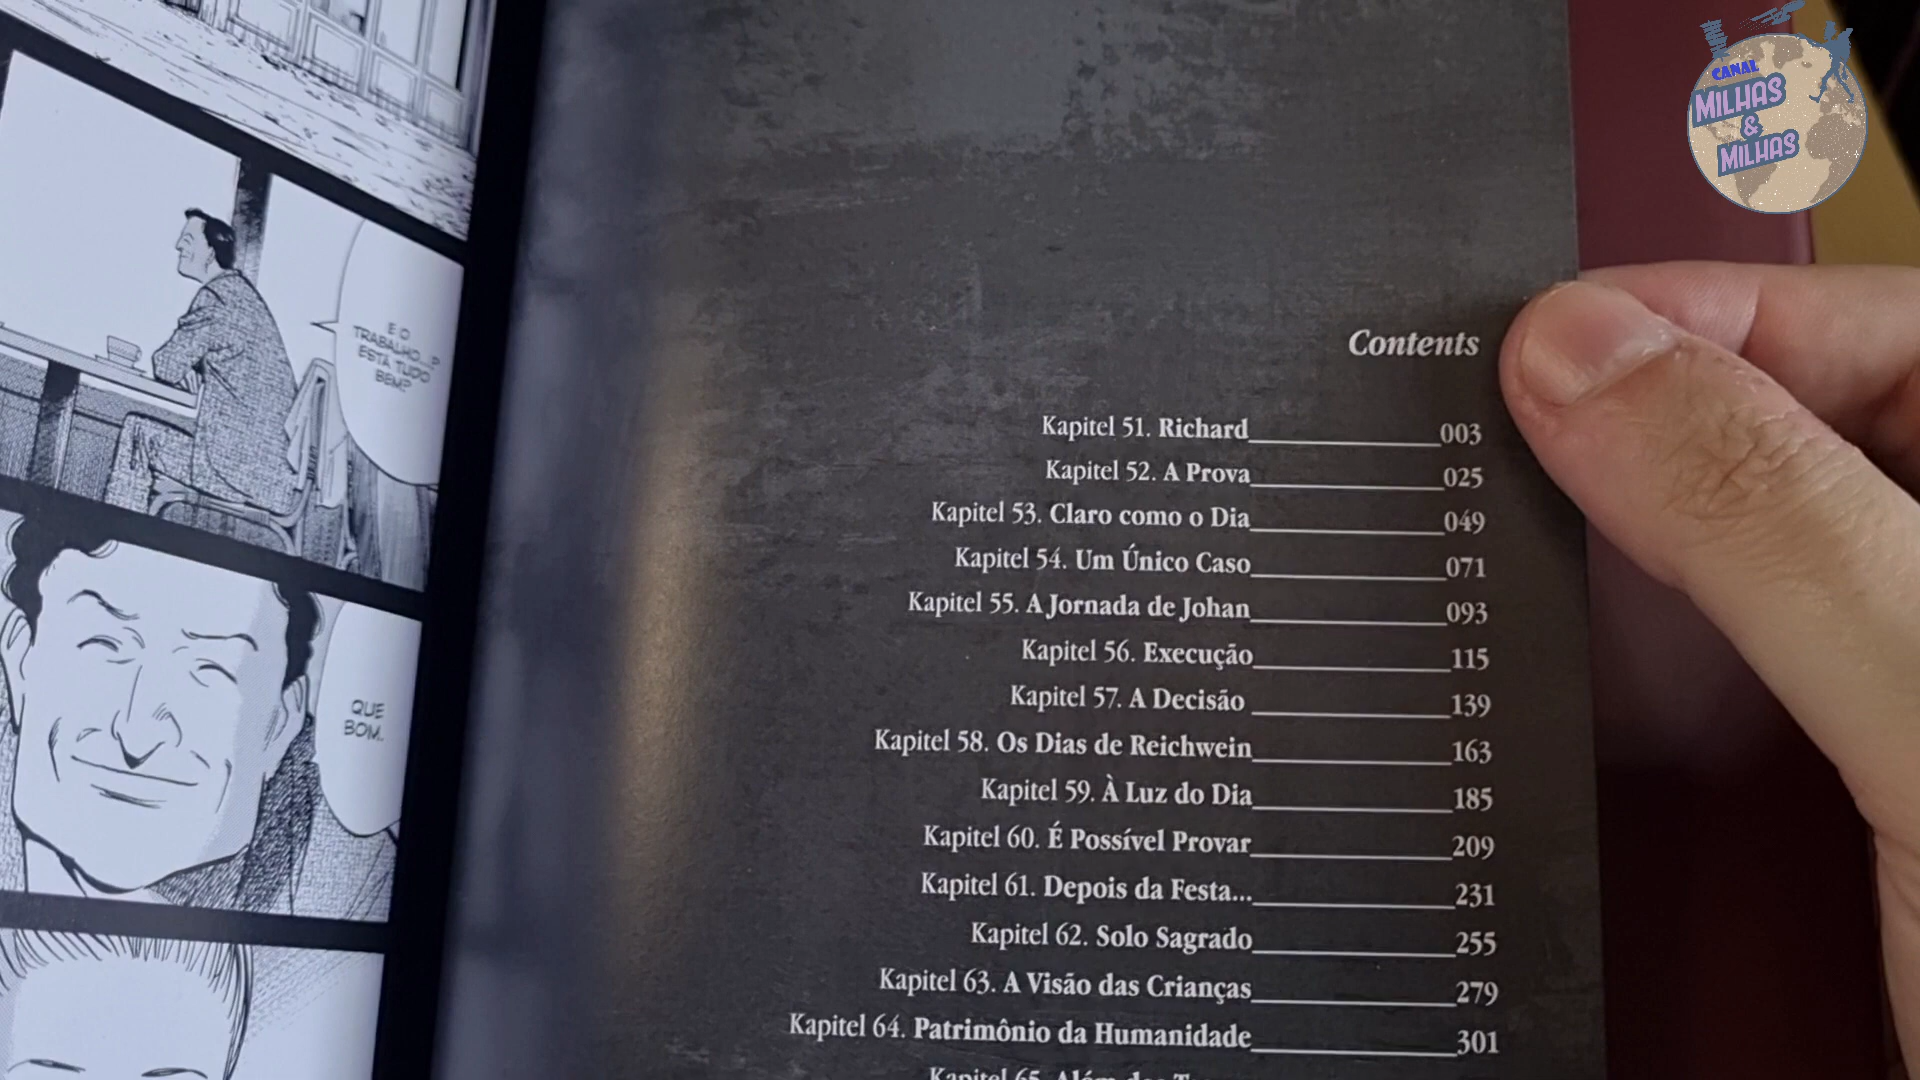 CANAL
MILHAS
&
MILHAS
E O
TRABALHO...?
ESTÁ TUDO
BEM?
QUE
BOM.
Contents
Kapitel 51. Richard 003
Kapitel 52. A Prova 025
Kapitel 53. Claro como o Dia 049
Kapitel 54. Um Único Caso 071
Kapitel 55. A Jornada de Johan 093
Kapitel 56. Execução 115
Kapitel 57. A Decisão 139
Kapitel 58. Os Dias de Reichwein 163
Kapitel 59. À Luz do Dia 185
Kapitel 60. É Possível Provar 209
Kapitel 61. Depois da Festa... 231
Kapitel 62. Solo Sagrado 255
Kapitel 63. A Visão das Crianças 279
Kapitel 64. Patrimônio da Humanidade 301
Kapitel 65. Além